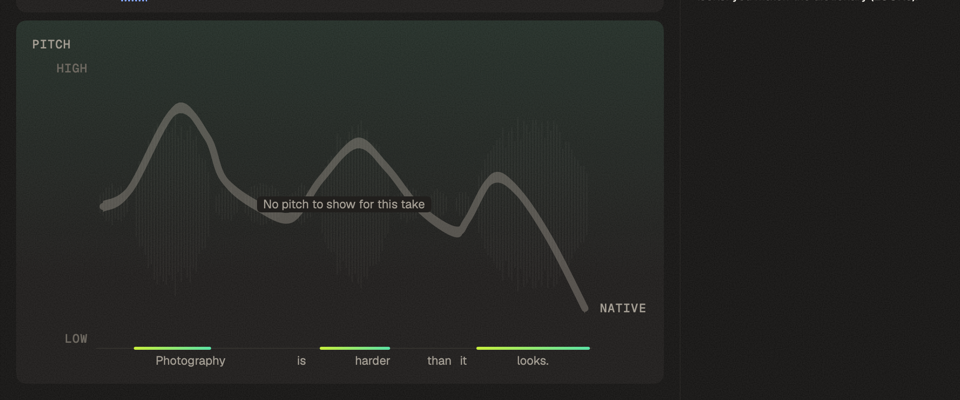 PITCH
HIGH
No pitch to show for this take
NATIVE
LOW
Photography is harder than it looks.